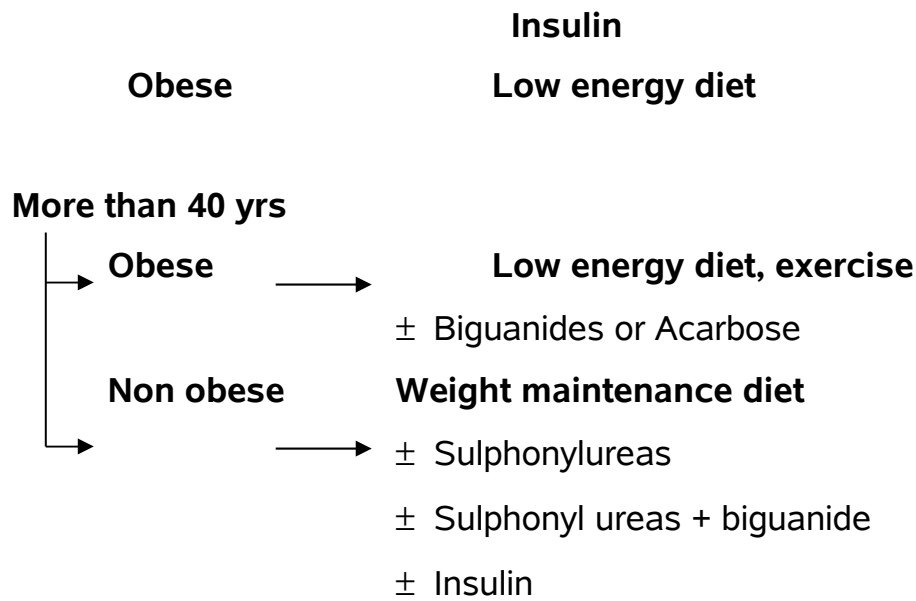 Insulin
Obese Low energy diet
More than 40 yrs
Obese Low energy diet, exercise
± Biguanides or Acarbose
Non obese Weight maintenance diet
± Sulphonylureas
± Sulphonyl ureas + biguanide
± Insulin